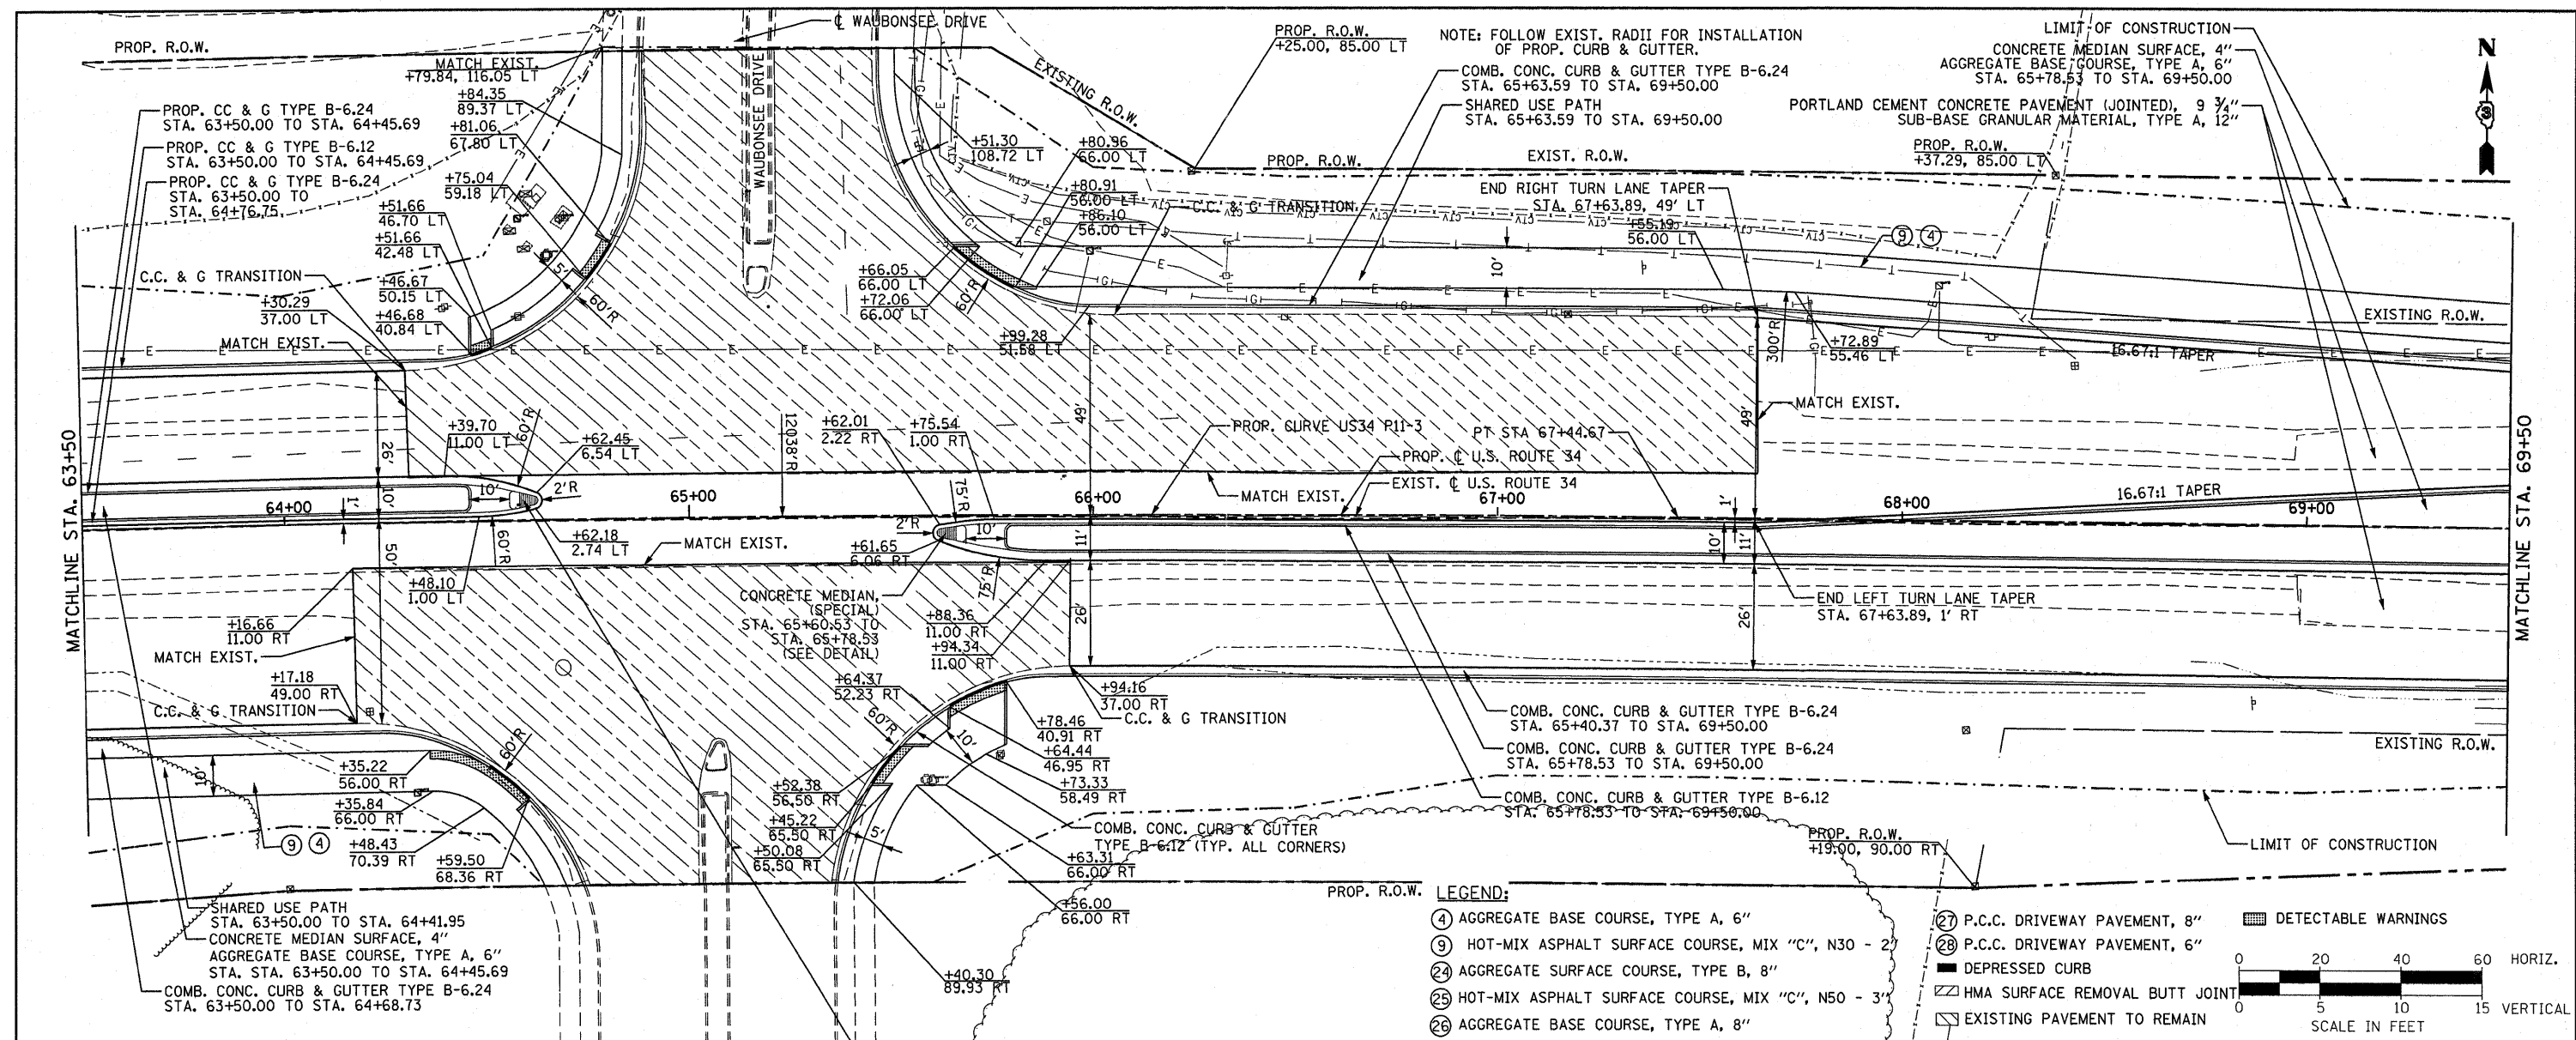 ℄ WAUBONSEE DRIVE
PROP. R.O.W.
MATCH EXIST.
+79.84, 116.05 LT
+84.35
89.37 LT
+81.06
67.80 LT
+75.04
59.18 LT
+51.66
46.70 LT
+51.66
42.48 LT
+46.67
50.15 LT
+46.68
40.84 LT
PROP. CC & G TYPE B-6.24
STA. 63+50.00 TO STA. 64+45.69
PROP. CC & G TYPE B-6.12
STA. 63+50.00 TO STA. 64+45.69
PROP. CC & G TYPE B-6.24
STA. 63+50.00 TO
STA. 64+76.75
C.C. & G TRANSITION
+30.29
37.00 LT
MATCH EXIST.
5'
60'R
WAUBONSEE DRIVE
PROP. R.O.W.
+25.00, 85.00 LT
EXISTING R.O.W.
NOTE: FOLLOW EXIST. RADII FOR INSTALLATION
OF PROP. CURB & GUTTER.
COMB. CONC. CURB & GUTTER TYPE B-6.24
STA. 65+63.59 TO STA. 69+50.00
SHARED USE PATH
STA. 65+63.59 TO STA. 69+50.00
LIMIT OF CONSTRUCTION
CONCRETE MEDIAN SURFACE, 4"
AGGREGATE BASE COURSE, TYPE A, 6"
STA. 65+78.53 TO STA. 69+50.00
PORTLAND CEMENT CONCRETE PAVEMENT (JOINTED), 9 ¾"
SUB-BASE GRANULAR MATERIAL, TYPE A, 12"
N
3
+51.30
108.72 LT
+80.96
66.00 LT
PROP. R.O.W.
EXIST. R.O.W.
PROP. R.O.W.
+37.29, 85.00 LT
+80.91
56.00 LT
+86.10
56.00 LT
C.C. & G TRANSITION
END RIGHT TURN LANE TAPER
STA. 67+63.89, 49' LT
+55.19
56.00 LT
9 4
+66.05
66.00 LT
+72.06
66.00 LT
60'R
10'
+99.28
51.58 LT
300'R
+72.89
55.46 LT
EXISTING R.O.W.
16.67:1 TAPER
MATCH EXIST.
49'
49'
26'
+39.70
11.00 LT
60'R
+62.45
6.54 LT
12038'R
+62.01
2.22 RT
+75.54
1.00 RT
PROP. CURVE US34 P11-3
PT STA 67+44.67
PROP. ℄ U.S. ROUTE 34
EXIST. ℄ U.S. ROUTE 34
MATCH EXIST.
MATCHLINE STA. 63+50
MATCHLINE STA. 69+50
64+00
65+00
66+00
67+00
68+00
69+00
1'
10'
10'
2'R
2'R
75'R
10'
11'
1'
10'
11'
16.67:1 TAPER
+62.18
2.74 LT
60'R
MATCH EXIST.
+61.65
6.06 RT
75'R
50'
+48.10
1.00 LT
CONCRETE MEDIAN,
(SPECIAL)
STA. 65+60.53 TO
STA. 65+78.53
(SEE DETAIL)
+88.36
11.00 RT
+94.34
11.00 RT
26'
26'
END LEFT TURN LANE TAPER
STA. 67+63.89, 1' RT
+16.66
11.00 RT
MATCH EXIST.
+17.18
49.00 RT
C.C. & G TRANSITION
+64.37
52.23 RT
60'R
+94.16
37.00 RT
C.C. & G TRANSITION
+78.46
40.91 RT
+64.44
46.95 RT
+73.33
58.49 RT
10'
COMB. CONC. CURB & GUTTER TYPE B-6.24
STA. 65+40.37 TO STA. 69+50.00
COMB. CONC. CURB & GUTTER TYPE B-6.24
STA. 65+78.53 TO STA. 69+50.00
COMB. CONC. CURB & GUTTER TYPE B-6.12
STA. 65+78.53 TO STA. 69+50.00
EXISTING R.O.W.
LIMIT OF CONSTRUCTION
10'
60'R
+35.22
56.00 RT
+35.84
66.00 RT
9 4
+48.43
70.39 RT
+59.50
68.36 RT
+52.38
56.50 RT
+45.22
65.50 RT
+50.08
65.50 RT
5'
COMB. CONC. CURB & GUTTER
TYPE B-6.12 (TYP. ALL CORNERS)
+63.31
66.00 RT
+56.00
66.00 RT
+40.30
89.93 RT
PROP. R.O.W.
+19.00, 90.00 RT
PROP. R.O.W.
SHARED USE PATH
STA. 63+50.00 TO STA. 64+41.95
CONCRETE MEDIAN SURFACE, 4"
AGGREGATE BASE COURSE, TYPE A, 6"
STA. STA. 63+50.00 TO STA. 64+45.69
COMB. CONC. CURB & GUTTER TYPE B-6.24
STA. 63+50.00 TO STA. 64+68.73
LEGEND:
4 AGGREGATE BASE COURSE, TYPE A, 6"
9 HOT-MIX ASPHALT SURFACE COURSE, MIX "C", N30 - 2"
24 AGGREGATE SURFACE COURSE, TYPE B, 8"
25 HOT-MIX ASPHALT SURFACE COURSE, MIX "C", N50 - 3"
26 AGGREGATE BASE COURSE, TYPE A, 8"
27 P.C.C. DRIVEWAY PAVEMENT, 8"
28 P.C.C. DRIVEWAY PAVEMENT, 6"
DEPRESSED CURB
HMA SURFACE REMOVAL BUTT JOINT
EXISTING PAVEMENT TO REMAIN
DETECTABLE WARNINGS
0 20 40 60 HORIZ.
0 5 10 15 VERTICAL
SCALE IN FEET